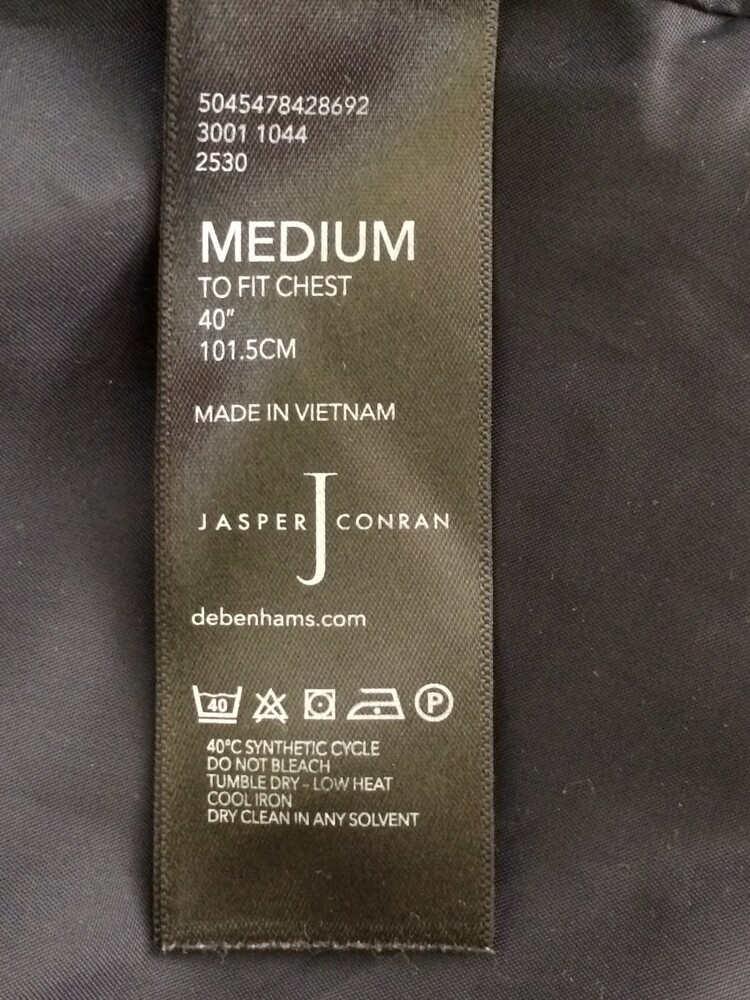 5045478428692
3001 1044
2530
MEDIUM
TO FIT CHEST
40"
101.5CM
MADE IN VIETNAM
J
JASPER CONRAN
debenhams.com
40 P
40°C SYNTHETIC CYCLE
DO NOT BLEACH
TUMBLE DRY - LOW HEAT
COOL IRON
DRY CLEAN IN ANY SOLVENT